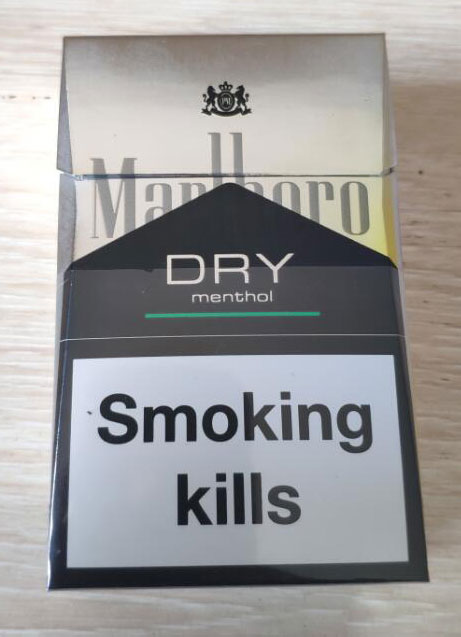 Marlboro
DRY
menthol
Smoking
kills